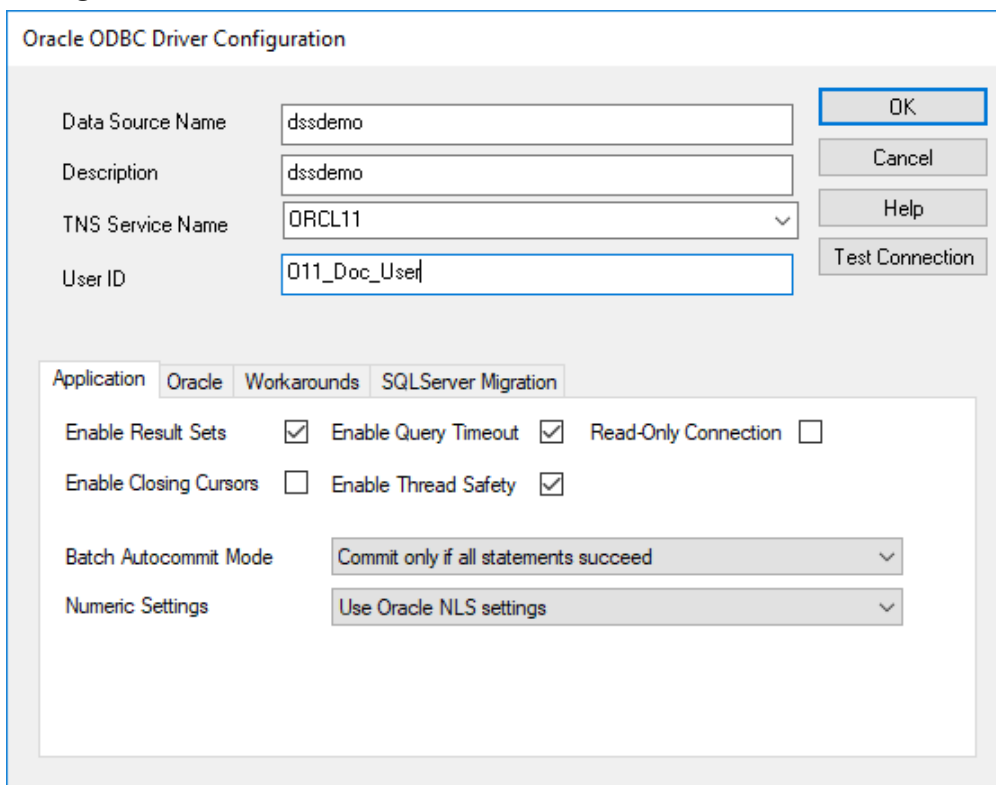 Oracle ODBC Driver Configuration
Data Source Name dssdemo OK
Description dssdemo Cancel
TNS Service Name ORCL11 Help
User ID O11_Doc_User Test Connection
Application Oracle Workarounds SQLServer Migration
Enable Result Sets Enable Query Timeout Read-Only Connection
Enable Closing Cursors Enable Thread Safety
Batch Autocommit Mode Commit only if all statements succeed
Numeric Settings Use Oracle NLS settings